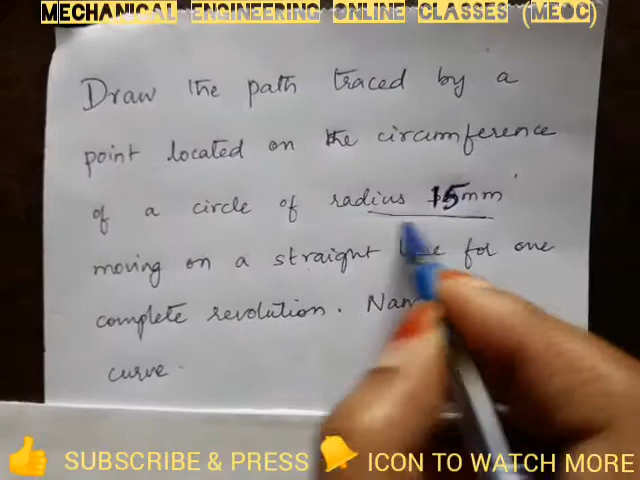 MECHANICAL ENGINEERING ONLINE CLASSES (MEOC)
Draw the path traced by a
point located on the circumference
of a circle of radius 15mm
moving on a straight line for one
complete revolution. Nam
curve.
SUBSCRIBE & PRESS ICON TO WATCH MORE